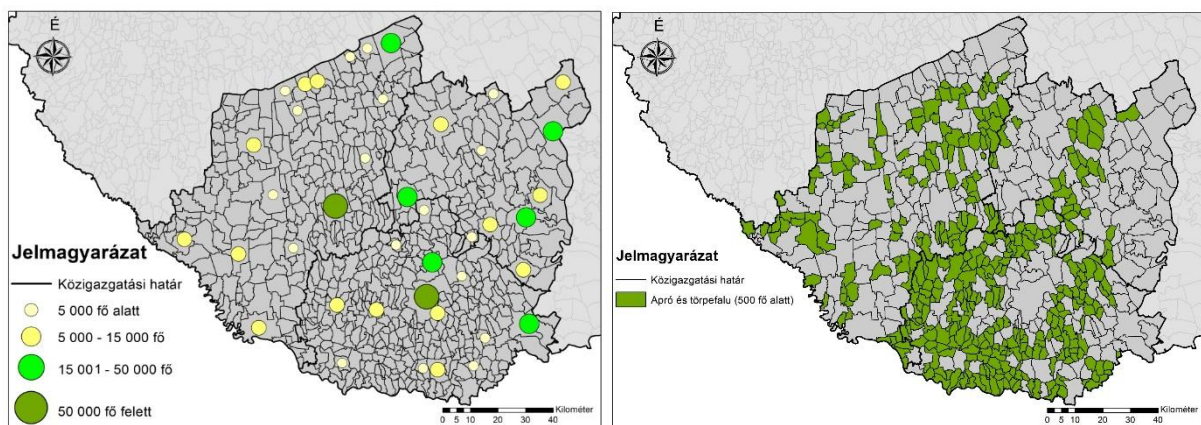 É
Jelmagyarázat
Közigazgatási határ
5 000 fő alatt
5 000 - 15 000 fő
15 001 - 50 000 fő
50 000 fő felett
Kilométer
0 5 10 20 30 40
É
Jelmagyarázat
Közigazgatási határ
Apró és törpefalu (500 fő alatt)
Kilométer
0 5 10 20 30 40